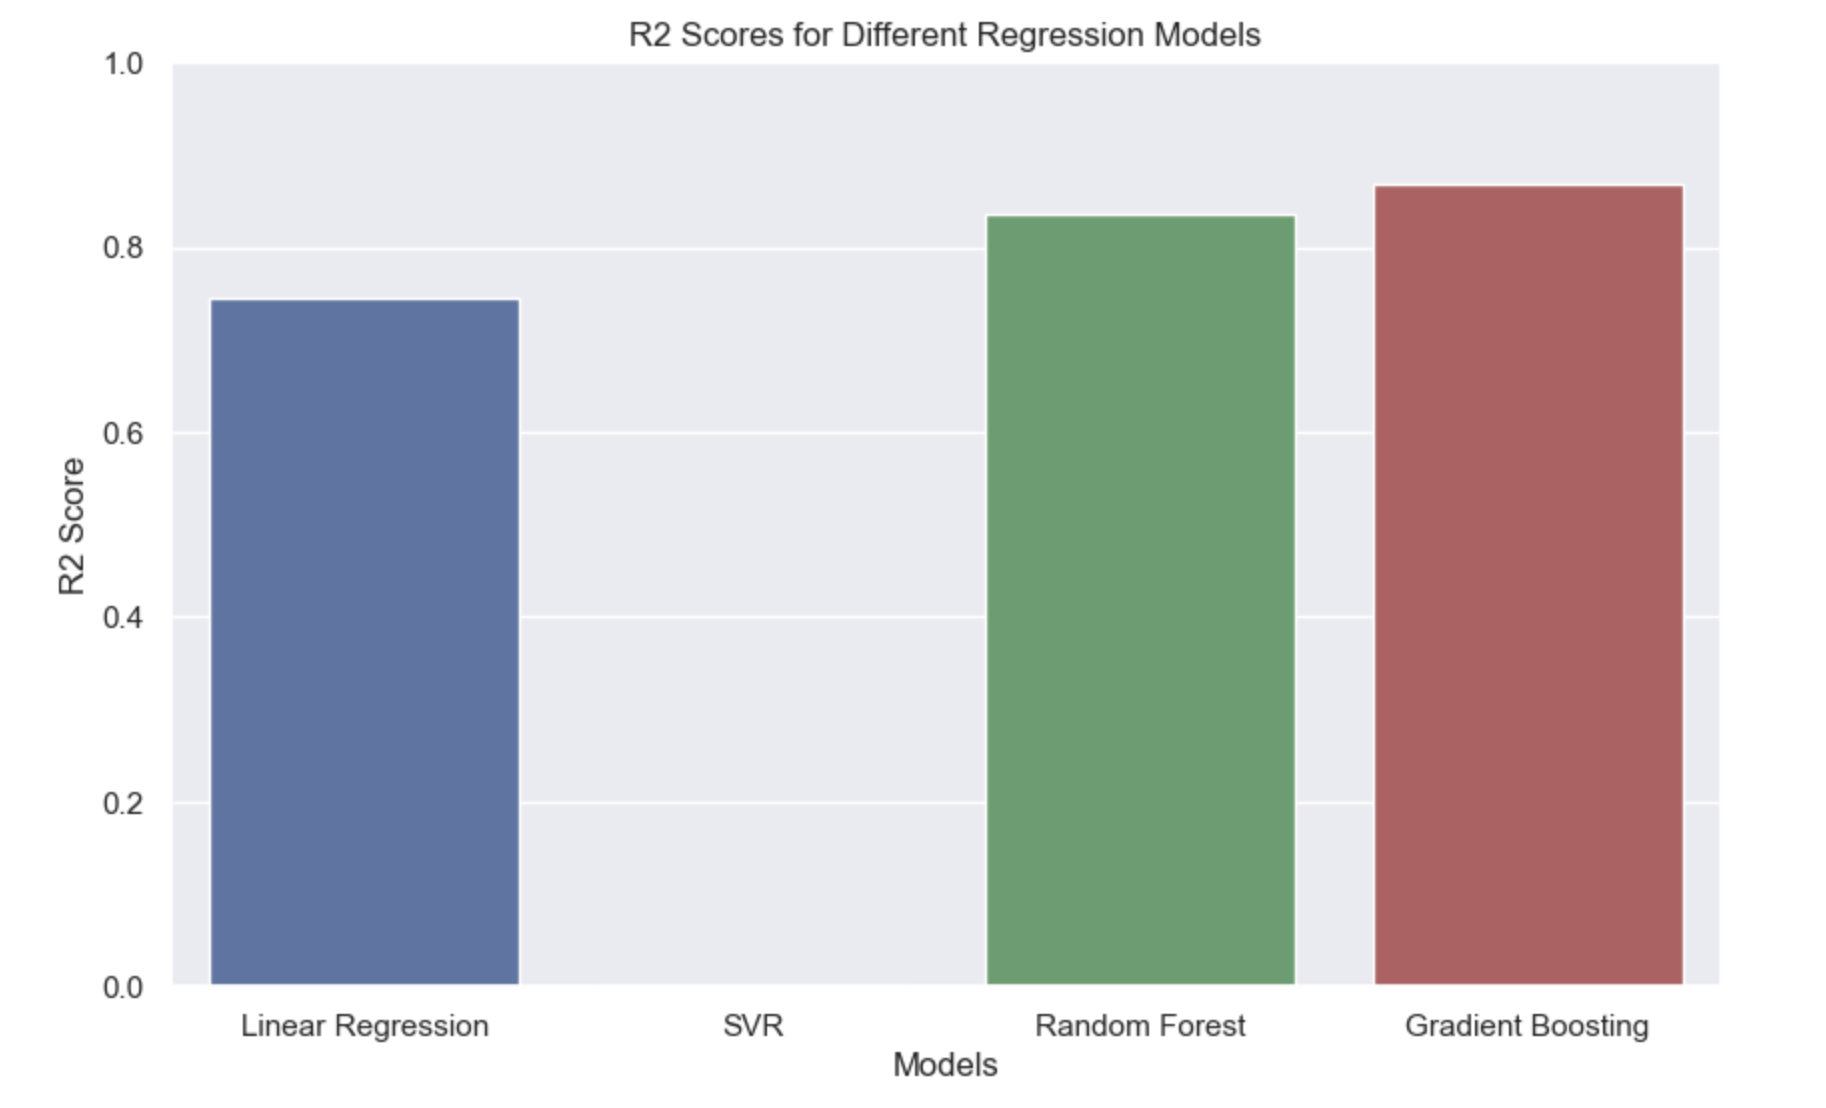 R2 Scores for Different Regression Models
1.0
0.8
0.6
0.4
0.2
0.0
R2 Score
Linear Regression
SVR
Random Forest
Gradient Boosting
Models